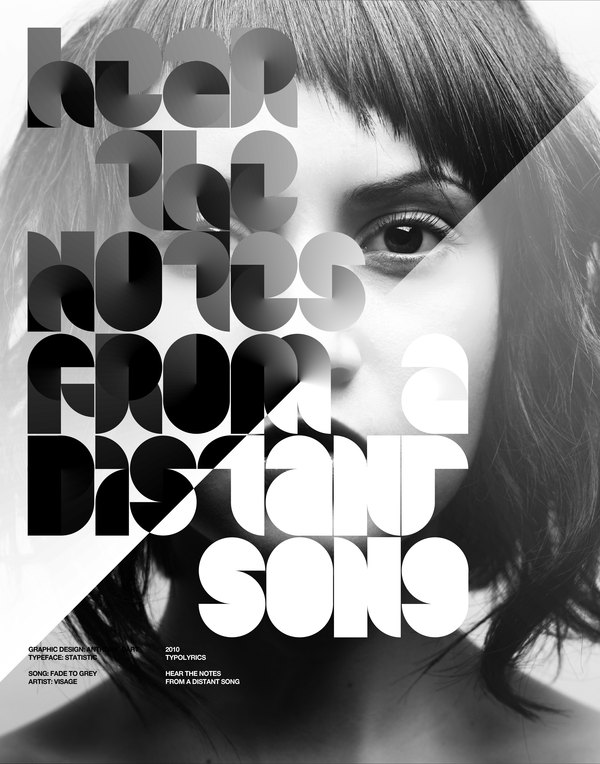 HeaR
THe
NOTeS
FROM a
DiSTaNT
SONG
GRAPHIC DESIGN:
TYPEFACE: STATISTIC
SONG: FADE TO GREY
ARTIST: VISAGE
2010
TYPOLYRICS
HEAR THE NOTES
FROM A DISTANT SONG